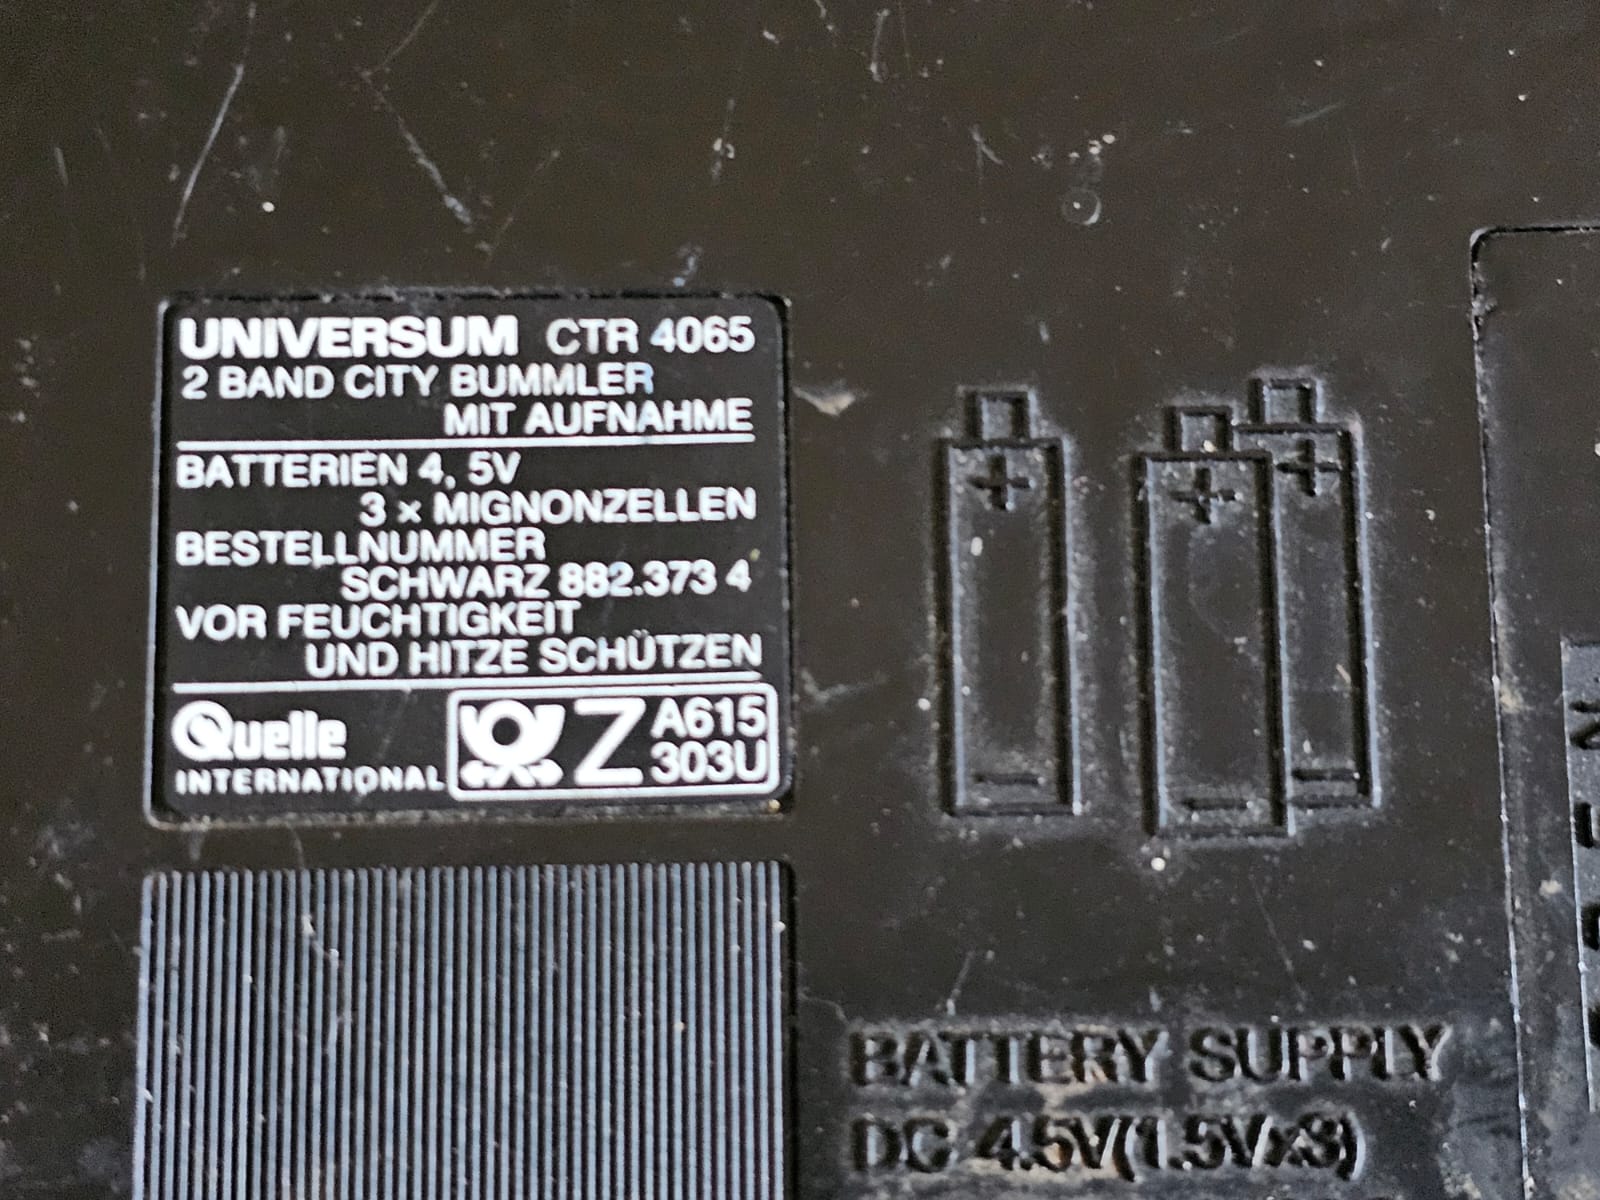 UNIVERSUM CTR 4065
2 BAND CITY BUMMLER
MIT AUFNAHME
BATTERIEN 4, 5V
3 × MIGNONZELLEN
BESTELLNUMMER
SCHWARZ 882.373 4
VOR FEUCHTIGKEIT
UND HITZE SCHÜTZEN
Quelle
INTERNATIONAL
Z A615
303U
+ + +
- - -
BATTERY SUPPLY
DC 4.5V(1.5Vx3)
OPEN